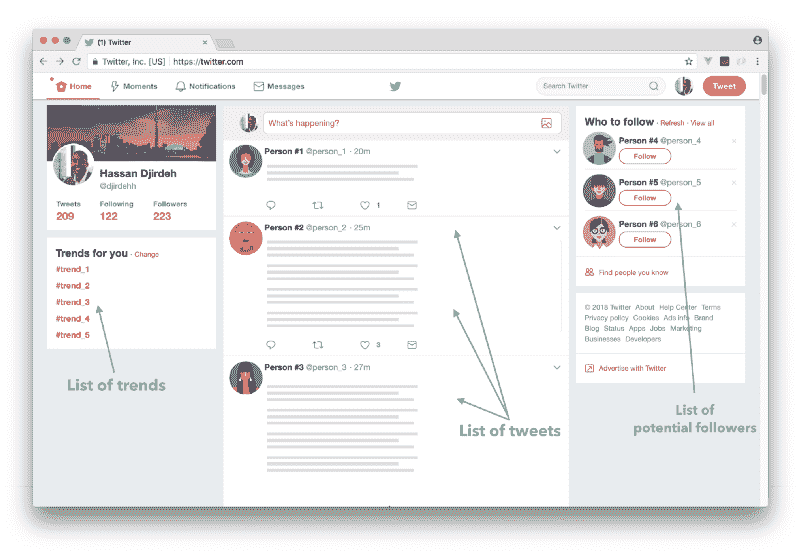 (1) Twitter
Twitter, Inc. [US] https://twitter.com
Home Moments Notifications Messages Search Twitter Tweet
Hassan Djirdeh
@djirdehh
Tweets Following Followers
209 122 223
Trends for you · Change
#trend_1
#trend_2
#trend_3
#trend_4
#trend_5
List of trends
What's happening?
Person #1 @person_1 · 20m
1
Person #2 @person_2 · 25m
3
Person #3 @person_3 · 27m
List of tweets
Who to follow · Refresh · View all
Person #4 @person_4
Follow
Person #5 @person_5
Follow
Person #6 @person_6
Follow
Find people you know
© 2018 Twitter About Help Center Terms
Privacy policy Cookies Ads info Brand
Blog Status Apps Jobs Marketing
Businesses Developers
Advertise with Twitter
List of
potential followers